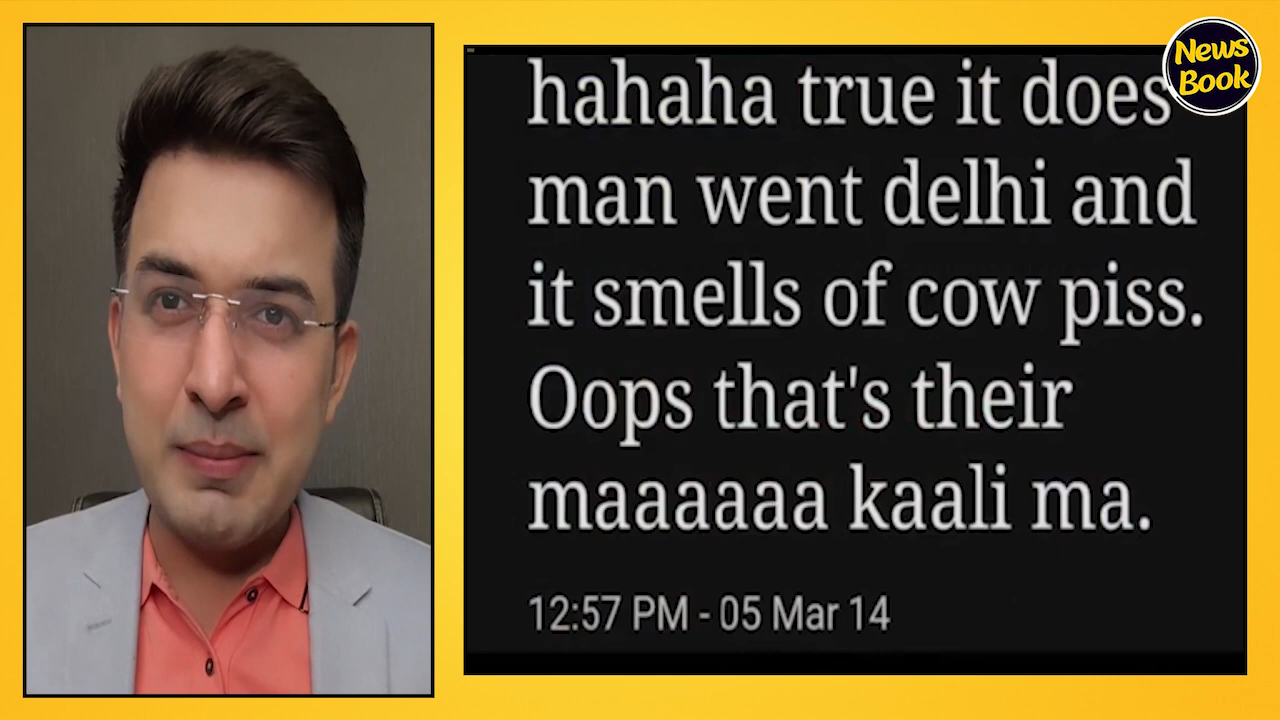 News
Book
hahaha true it does
man went delhi and
it smells of cow piss.
Oops that's their
maaaaaa kaali ma.
12:57 PM - 05 Mar 14